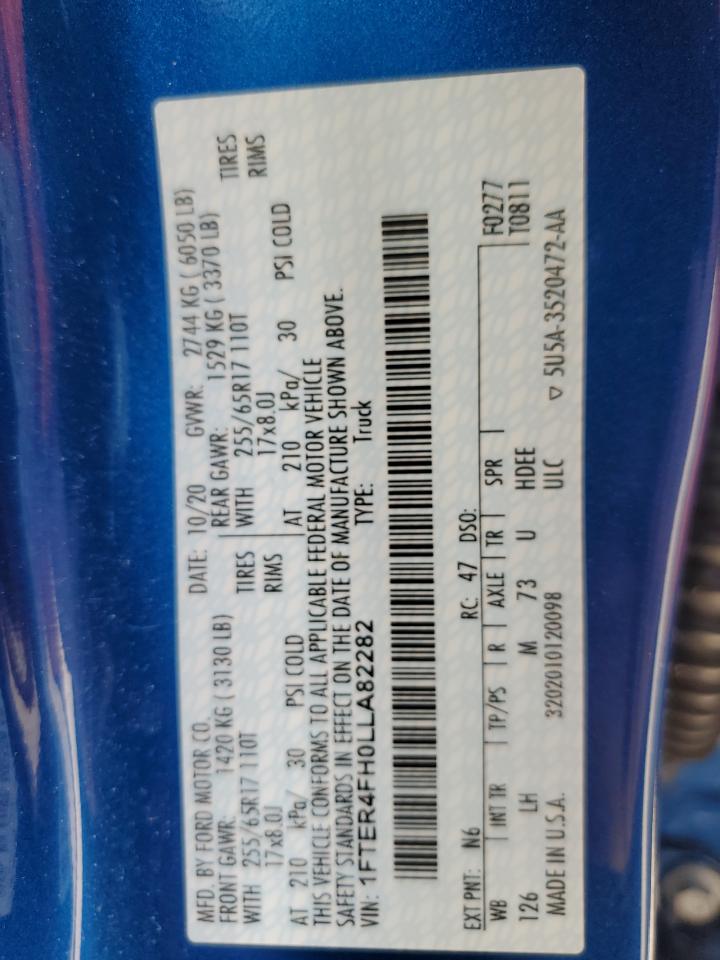 MFD. BY FORD MOTOR CO. DATE: 10/20 GVWR: 2744 KG ( 6050 LB)
FRONT GAWR: 1420 KG ( 3130 LB) REAR GAWR: 1529 KG ( 3370 LB)
WITH 255/65R17 110T TIRES WITH 255/65R17 110T TIRES
17x8.0J RIMS 17x8.0J RIMS
AT 210 kPa/ 30 PSI COLD AT 210 kPa/ 30 PSI COLD
THIS VEHICLE CONFORMS TO ALL APPLICABLE FEDERAL MOTOR VEHICLE
SAFETY STANDARDS IN EFFECT ON THE DATE OF MANUFACTURE SHOWN ABOVE.
VIN: 1FTER4FH0LLA82282 TYPE: Truck
EXT PNT: N6 RC: 47 DSO:
WB INT TR TP/PS R AXLE TR SPR F0277
126 LH M 73 U HDEE T0811
MADE IN U.S.A. 3202010120098 ULC ▽ 5U5A-3520472-AA